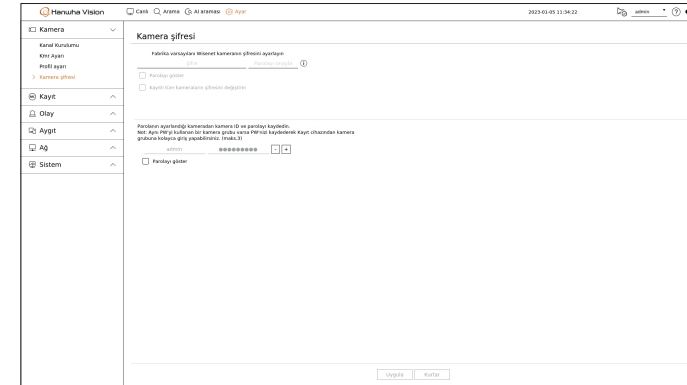 Hanwha Vision
Canlı Arama AI araması Ayar 2023-01-05 11:34:22 admin
Kamera
Kanal Kurulumu
Kmr Ayarı
Profil ayarı
Kamera şifresi
Kayıt
Olay
Aygıt
Ağ
Sistem
Kamera şifresi
Fabrika varsayılanı Wisenet kameranın şifresini ayarlayın
Şifre Parolayı onayla
Parolayı göster
Kayıtlı tüm kameraların şifresini değiştirin
Parolanın ayarlandığı kameradan kamera ID ve parolayı kaydedin.
Not: Aynı PW'yi kullanan bir kamera grubu varsa PW'nizi kaydederek Kayıt cihazından kamera
grubuna kolayca giriş yapabilirsiniz. (maks.3)
admin ●●●●●●●●● - +
Parolayı göster
Uygula Kurtar